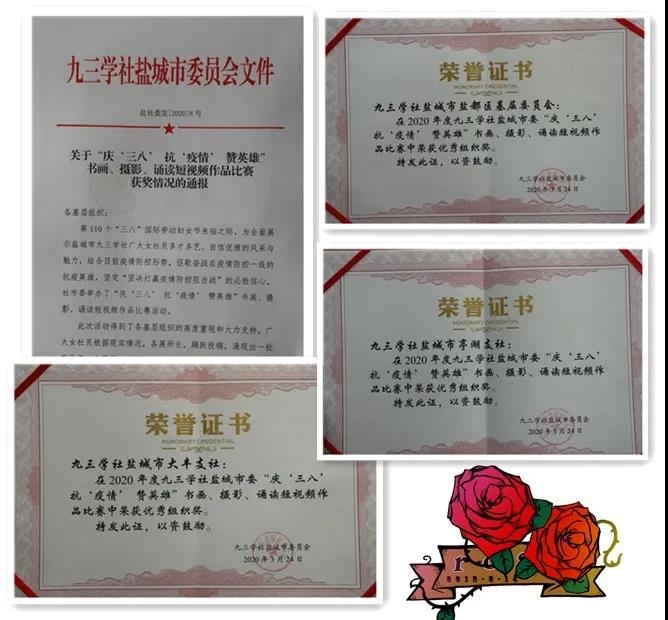 九三学社盐城市委员会文件
盐社委发[2020]8号
关于“庆‘三八’ 抗‘疫情’ 赞英雄”
书画、摄影、诵读短视频作品比赛
获奖情况的通报
各基层组织：
第110个“三八”国际劳动妇女节来临之际，为全面展
示盐城市九三学社广大女社员多才多艺、自信优雅的风采与
魅力，结合目前疫情防控形势，讴歌奋战在疫情防控一线的
抗疫英雄，坚定“坚决打赢疫情防控阻击战”的必胜信心，
社市委举办了“庆‘三八’ 抗‘疫情’ 赞英雄”书画、摄
影、诵读短视频作品比赛活动。
此次活动得到了各基层组织的高度重视和大力支持，广
大女社员根据现实情况，各展所长，踊跃投稿，涌现出一批
荣誉证书
HONORARY CREDENTIAL
九三学社盐城市盐都区基层委员会：
在2020年度九三学社盐城市委“庆‘三八’
抗‘疫情’ 赞英雄”书画、摄影、诵读短视频作
品比赛中荣获优秀组织奖。
特发此证，以资鼓励。
九三学社盐城市委员会
2020年3月24日
荣誉证书
HONORARY CREDENTIAL
九三学社盐城市亭湖支社：
在2020年度九三学社盐城市委“庆‘三八’
抗‘疫情’ 赞英雄”书画、摄影、诵读短视频作
品比赛中荣获优秀组织奖。
特发此证，以资鼓励。
九三学社盐城市委员会
2020年3月24日
荣誉证书
HONORARY CREDENTIAL
九三学社盐城市大丰支社：
在2020年度九三学社盐城市委“庆‘三八’
抗‘疫情’ 赞英雄”书画、摄影、诵读短视频作
品比赛中荣获优秀组织奖。
特发此证，以资鼓励。
九三学社盐城市委员会
2020年3月24日